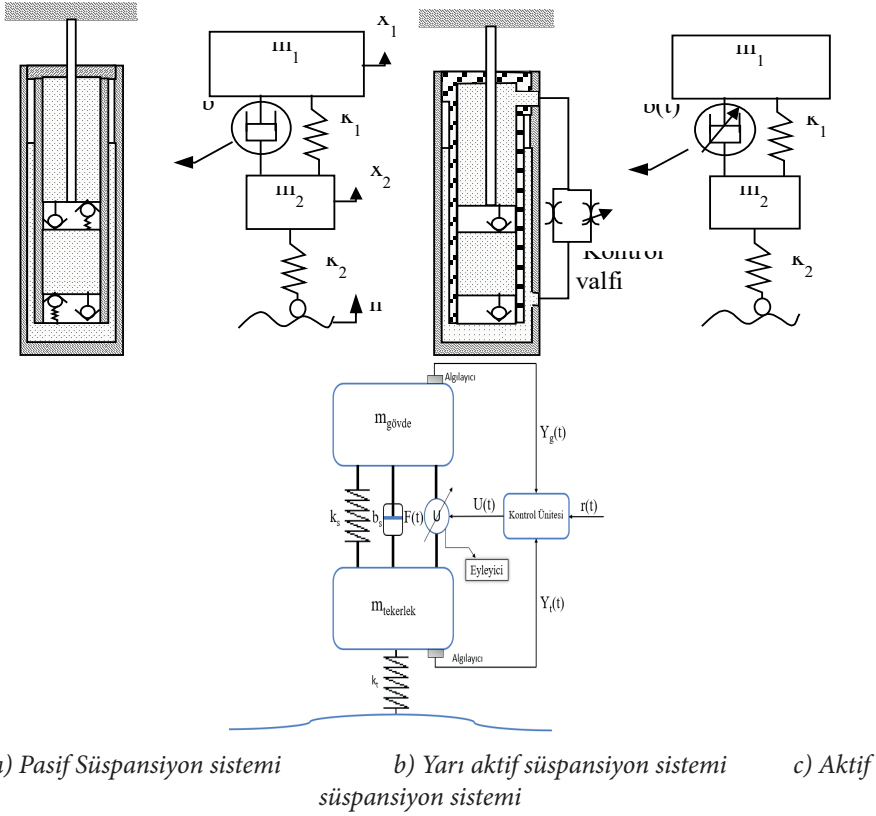 x1
m1
b
k1
x2
m2
k2
n
Kontrol
valfi
m1
b(t)
k1
m2
k2
Algılayıcı
mgövde
Yg(t)
ks
bs
F(t)
U
U(t)
Kontrol Ünitesi
r(t)
Eyleyici
mtekerlek
Yt(t)
Algılayıcı
kt
a) Pasif Süspansiyon sistemi b) Yarı aktif süspansiyon sistemi c) Aktif
süspansiyon sistemi